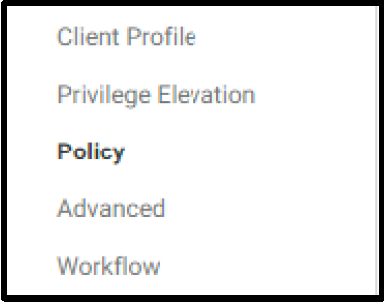 Client Profile
Privilege Elevation
Policy
Advanced
Workflow